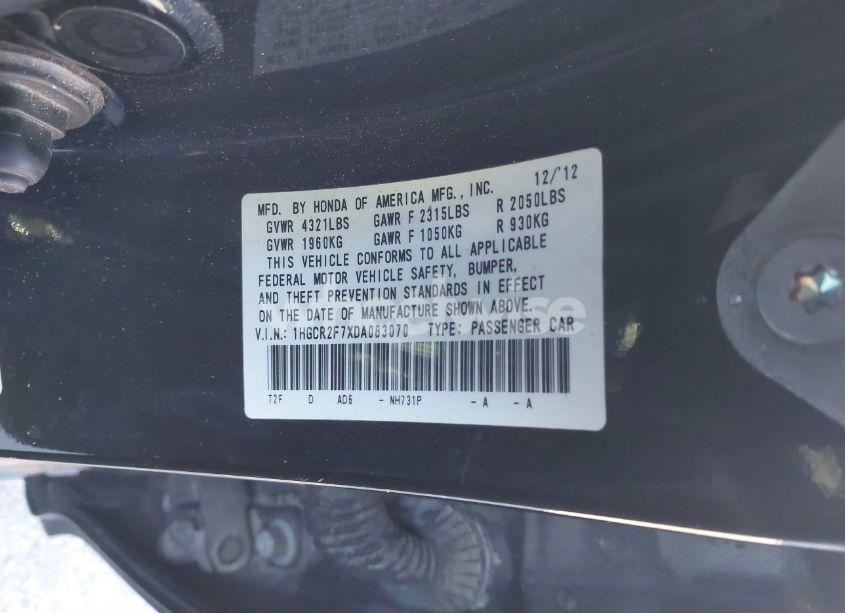 MFD. BY HONDA OF AMERICA MFG., INC. 12/'12
GVWR 4321LBS GAWR F 2315LBS R 2050LBS
GVWR 1960KG GAWR F 1050KG R 930KG
THIS VEHICLE CONFORMS TO ALL APPLICABLE
FEDERAL MOTOR VEHICLE SAFETY, BUMPER,
AND THEFT PREVENTION STANDARDS IN EFFECT
ON THE DATE OF MANUFACTURE SHOWN ABOVE.
V.I.N.: 1HGCR2F7XDA083070 TYPE: PASSENGER CAR
T2F D AD6 - NH731P - A - A